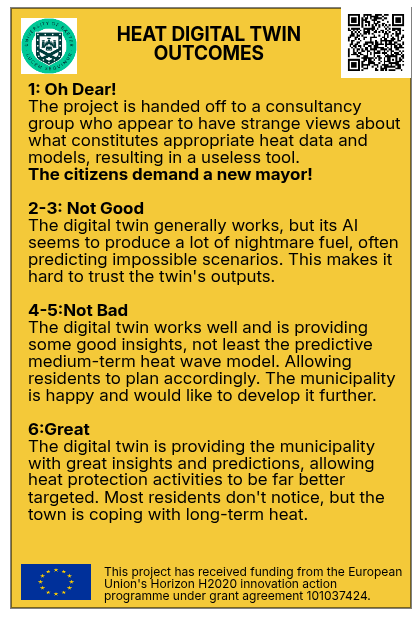 HEAT DIGITAL TWIN
OUTCOMES
1: Oh Dear!
The project is handed off to a consultancy
group who appear to have strange views about
what constitutes appropriate heat data and
models, resulting in a useless tool.
The citizens demand a new mayor!
2-3: Not Good
The digital twin generally works, but its AI
seems to produce a lot of nightmare fuel, often
predicting impossible scenarios. This makes it
hard to trust the twin's outputs.
4-5:Not Bad
The digital twin works well and is providing
some good insights, not least the predictive
medium-term heat wave model. Allowing
residents to plan accordingly. The municipality
is happy and would like to develop it further.
6:Great
The digital twin is providing the municipality
with great insights and predictions, allowing
heat protection activities to be far better
targeted. Most residents don't notice, but the
town is coping with long-term heat.
This project has received funding from the European
Union's Horizon H2020 innovation action
programme under grant agreement 101037424.